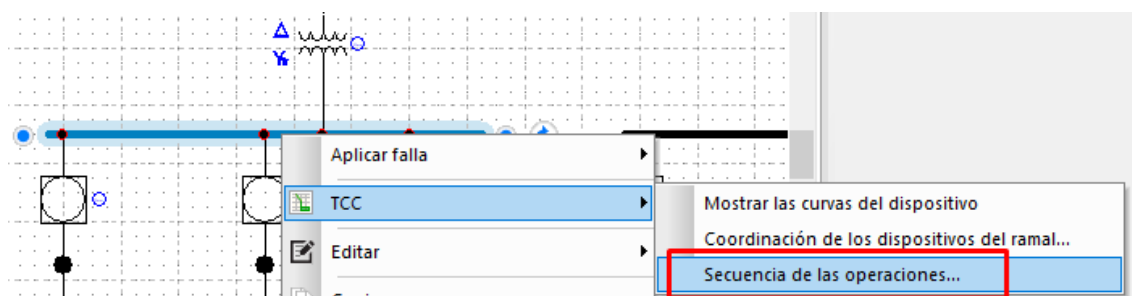 Aplicar falla
TCC
Mostrar las curvas del dispositivo
Coordinación de los dispositivos del ramal...
Editar
Secuencia de las operaciones...